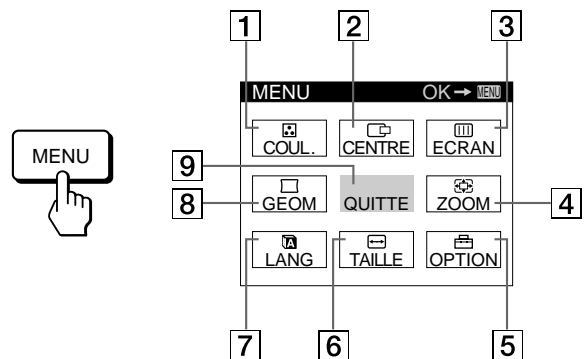 1 2 3
MENU OK → MENU
COUL. CENTRE ECRAN
MENU
9
8 GEOM QUITTE ZOOM 4
LANG TAILLE OPTION
7 6 5